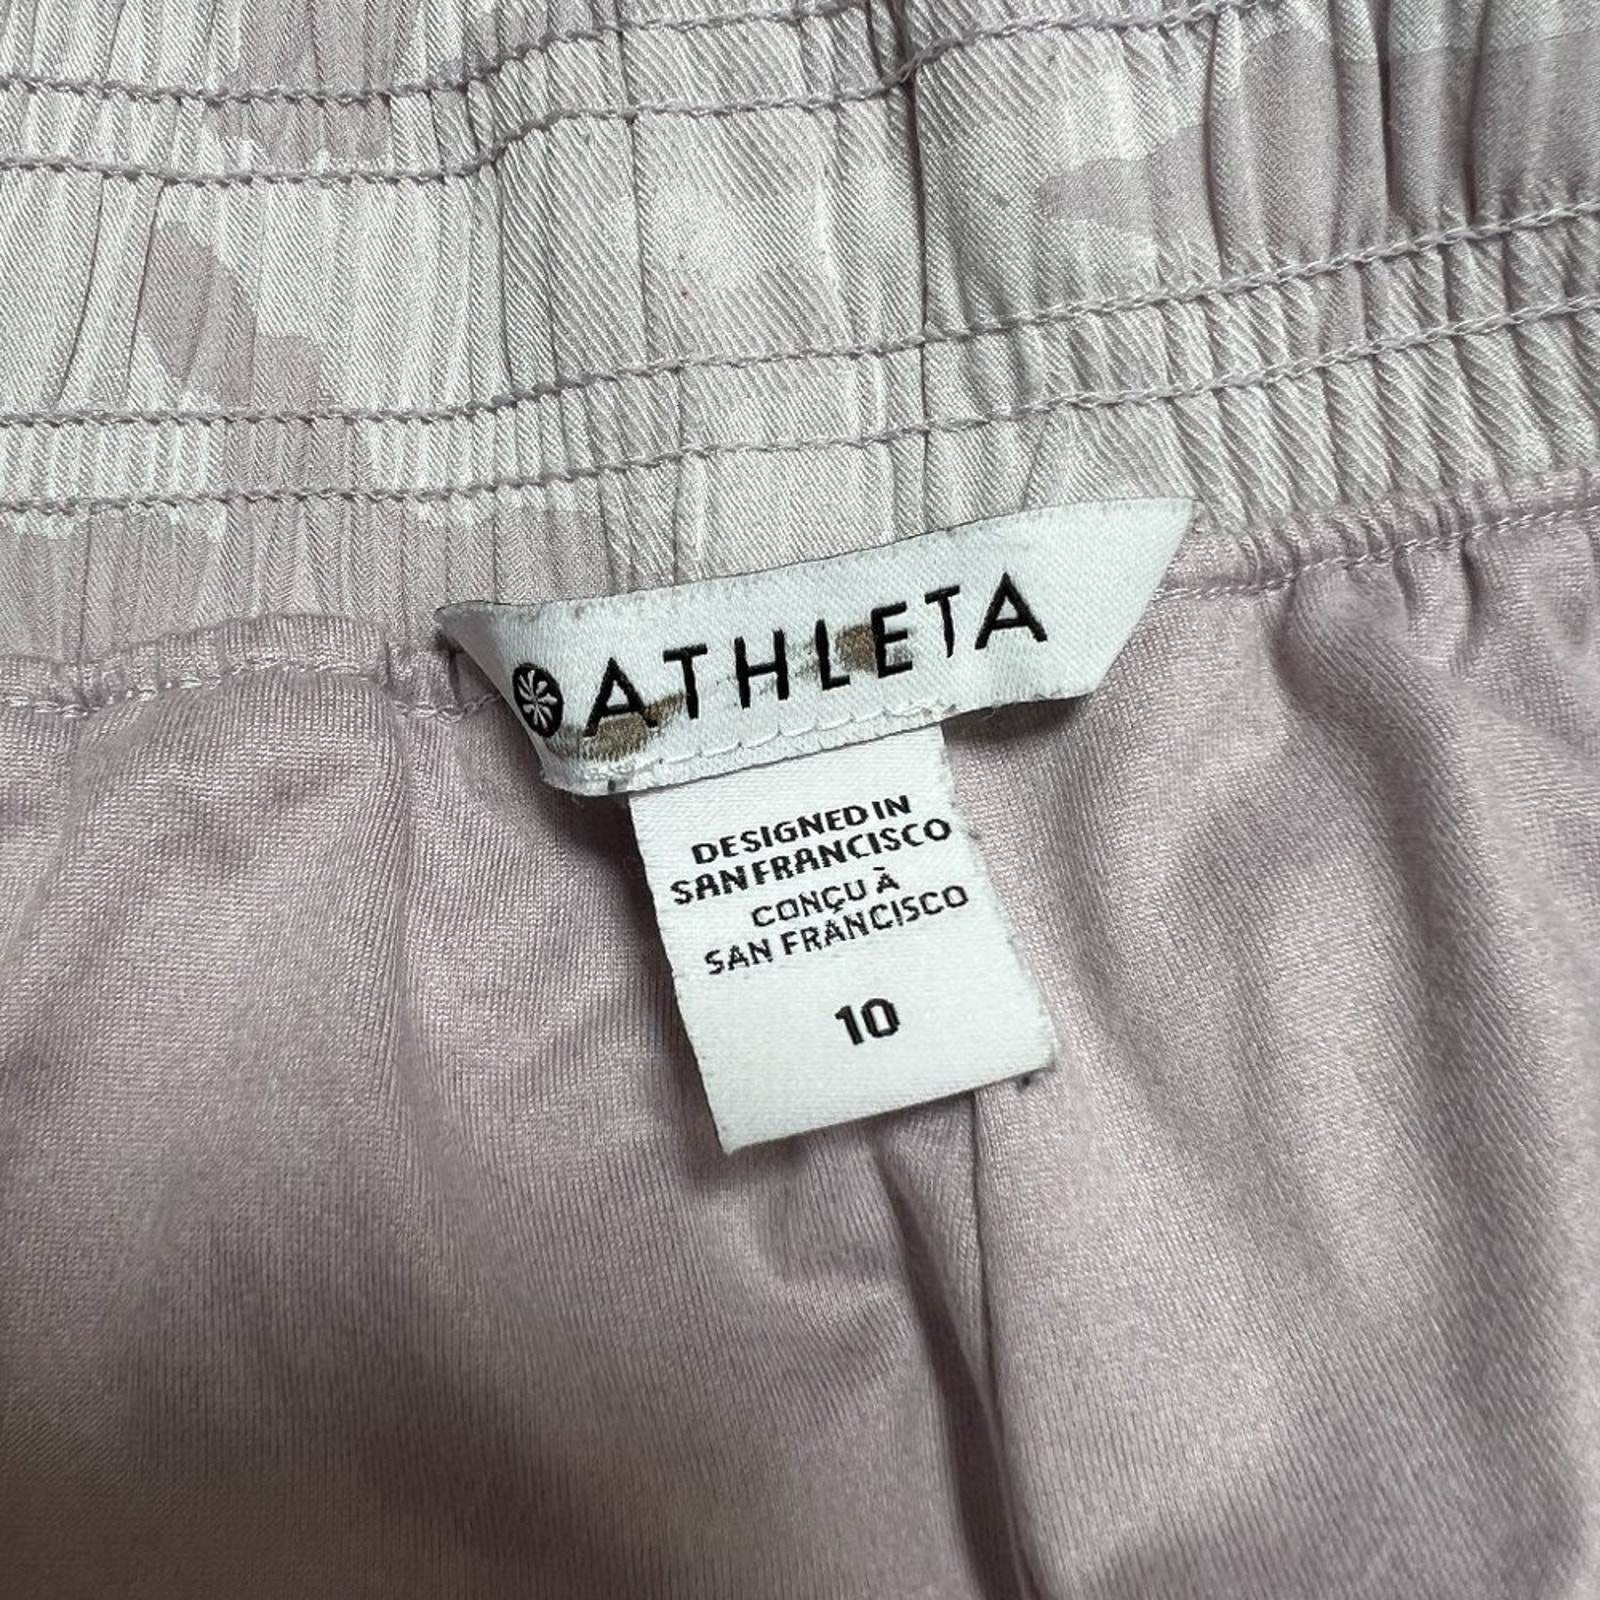 ATHLETA
DESIGNED IN
SAN FRANCISCO
CONÇU À
SAN FRANCISCO
10